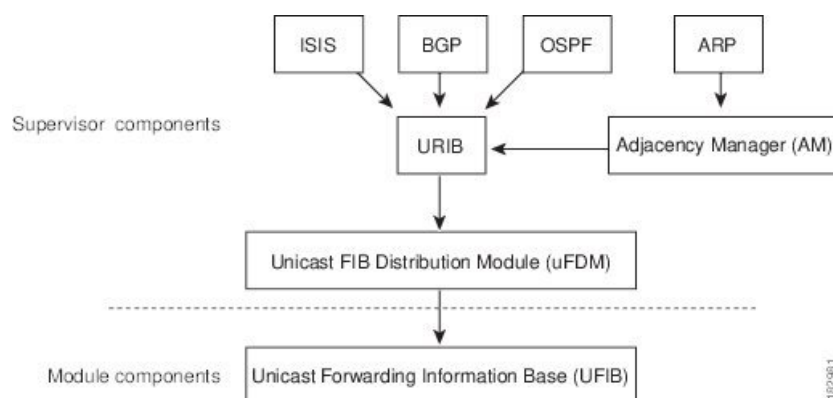 ISIS
BGP
OSPF
ARP
Supervisor components
URIB
Adjacency Manager (AM)
Unicast FIB Distribution Module (uFDM)
Module components
Unicast Forwarding Information Base (UFIB)
182981